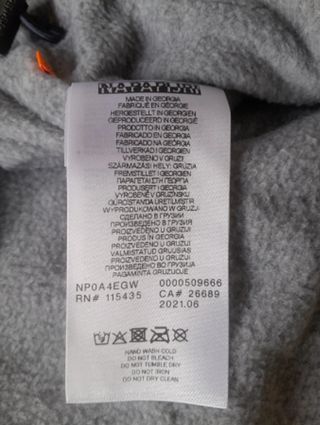 NAPAPIJRI
MADE IN GEORGIA
FABRIQUÉ EN GEORGIE
HERGESTELLT IN GEORGIEN
GEPRODUCEERD IN GEORGIË
PRODOTTO IN GEORGIA
FABRICADO EN GEORGIA
FABRICADO NA GEÓRGIA
TILLVERKAD I GEORGIEN
VYROBENO V GRUZII
SZÁRMAZÁSI HELY: GRÚZIA
FREMSTILLET I GEORGIEN
ΠΑΡΑΓΕΤΑΙ ΣΤΗ ΓΕΩΡΓΙΑ
PRODUSERT I GEORGIA
VYROBENÉ V GRUZÍNSKU
GÜRCISTANDA ÜRETİLMİŞTİR
WYPRODUKOWANO W GRUZJI
СДЕЛАНО В ГРУЗИИ
ПРОИЗВЕДЕНО В ГРУЗИЯ
PROIZVEDENO U GRUZIJI
PRODUS IN GEORGIA
PROIZVEDENO U GRUZIJI
VALMISTATUD GRUUSIAS
PROIZVEDENO U GRUZIJI
ПРОИЗВЕДЕНО ВО ГРУЗИЈА
PAGAMINTA GRUZIJOJE
NP0A4EGW 0000509666
RN# 115435 CA# 26689
2021.06
HAND WASH COLD
DO NOT BLEACH
DO NOT TUMBLE DRY
DO NOT IRON
DO NOT DRY CLEAN